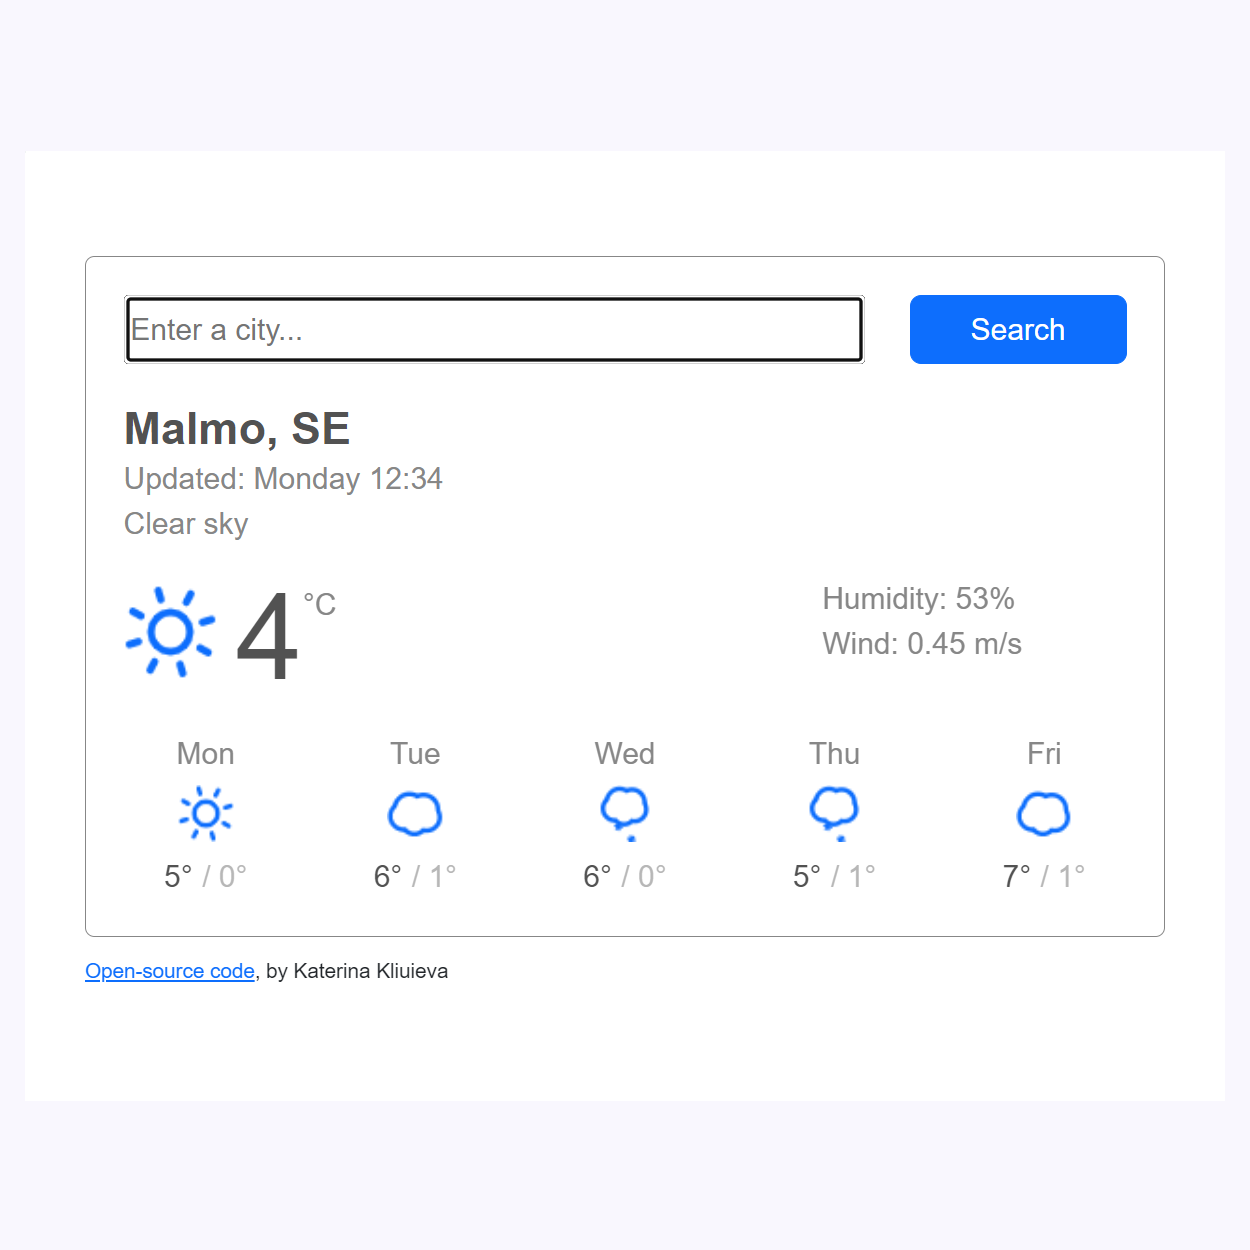 Enter a city...
Search
Malmo, SE
Updated: Monday 12:34
Clear sky
4 °C
Humidity: 53%
Wind: 0.45 m/s
Mon Tue Wed Thu Fri
5° / 0° 6° / 1° 6° / 0° 5° / 1° 7° / 1°
Open-source code, by Katerina Kliuieva